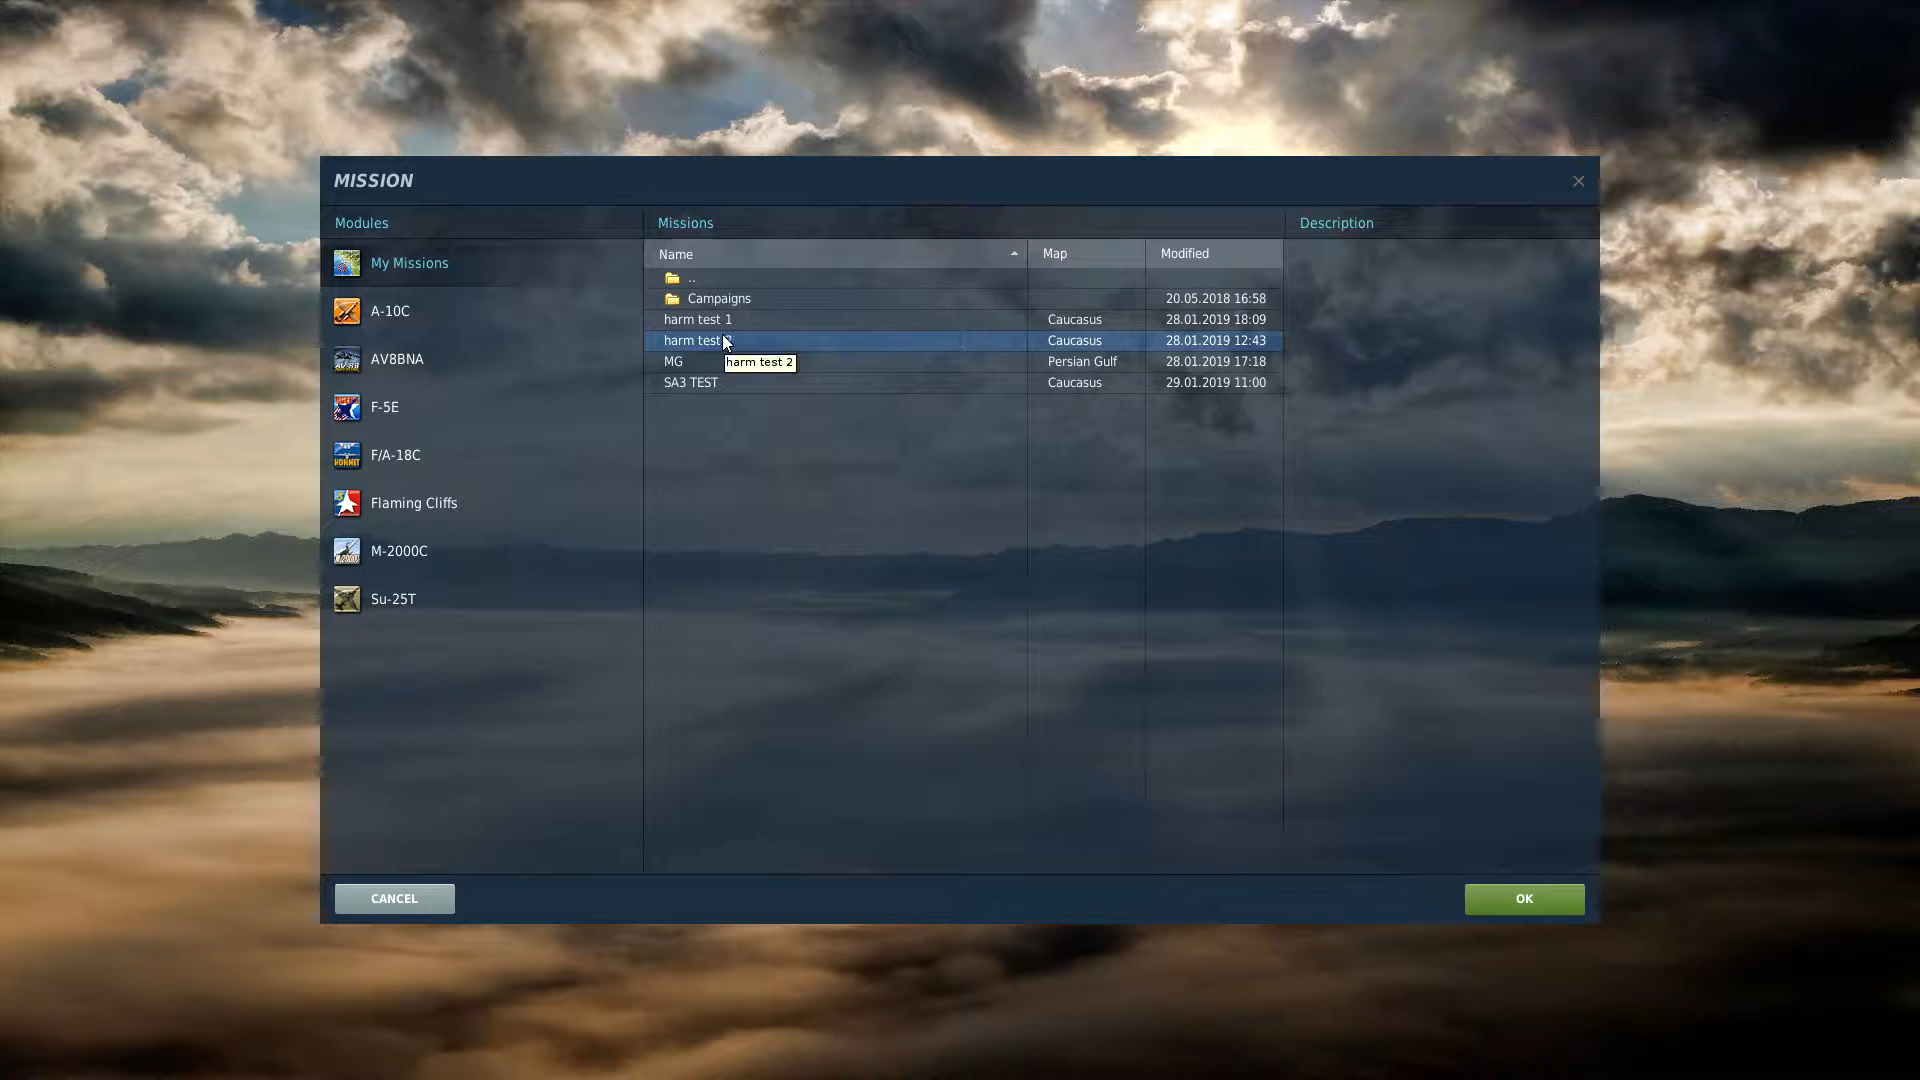 MISSION
Modules
Missions
Description
My Missions
A-10C
AV8BNA
F-5E
F/A-18C
Flaming Cliffs
M-2000C
Su-25T
Name Map Modified
..
Campaigns 20.05.2018 16:58
harm test 1 Caucasus 28.01.2019 18:09
harm test Caucasus 28.01.2019 12:43
MG Persian Gulf 28.01.2019 17:18
harm test 2
SA3 TEST Caucasus 29.01.2019 11:00
CANCEL
OK